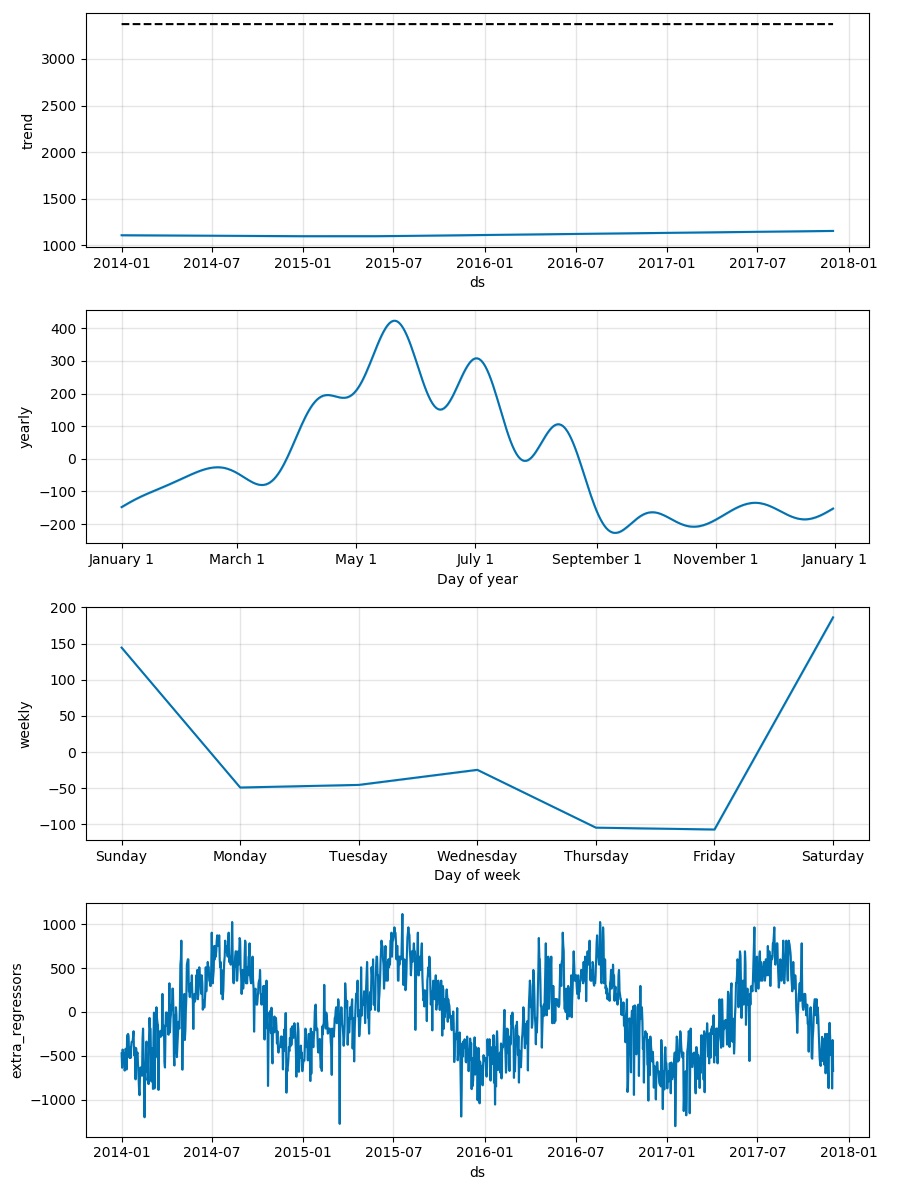 trend
3000
2500
2000
1500
1000
2014-01 2014-07 2015-01 2015-07 2016-01 2016-07 2017-01 2017-07 2018-01
ds
yearly
400
300
200
100
0
−100
−200
January 1 March 1 May 1 July 1 September 1 November 1 January 1
Day of year
weekly
200
150
100
50
0
−50
−100
Sunday Monday Tuesday Wednesday Thursday Friday Saturday
Day of week
extra_regressors
1000
500
0
−500
−1000
2014-01 2014-07 2015-01 2015-07 2016-01 2016-07 2017-01 2017-07 2018-01
ds